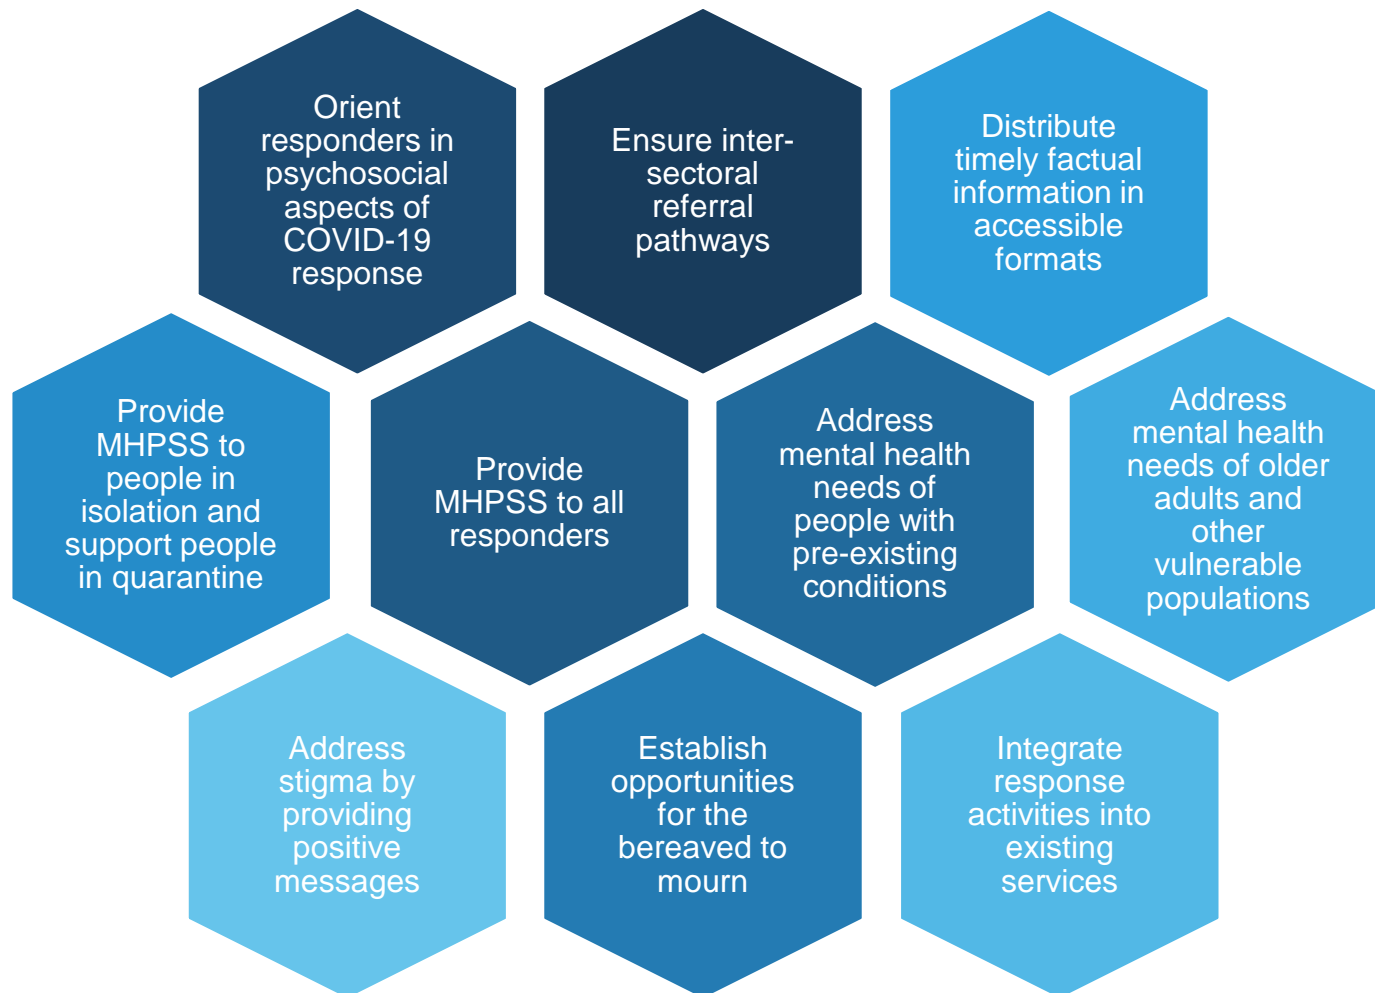 Orient
responders in
psychosocial
aspects of
COVID-19
response
Ensure inter-
sectoral
referral
pathways
Distribute
timely factual
information in
accessible
formats
Provide
MHPSS to
people in
isolation and
support people
in quarantine
Provide
MHPSS to all
responders
Address
mental health
needs of
people with
pre-existing
conditions
Address
mental health
needs of older
adults and
other
vulnerable
populations
Address
stigma by
providing
positive
messages
Establish
opportunities
for the
bereaved to
mourn
Integrate
response
activities into
existing
services